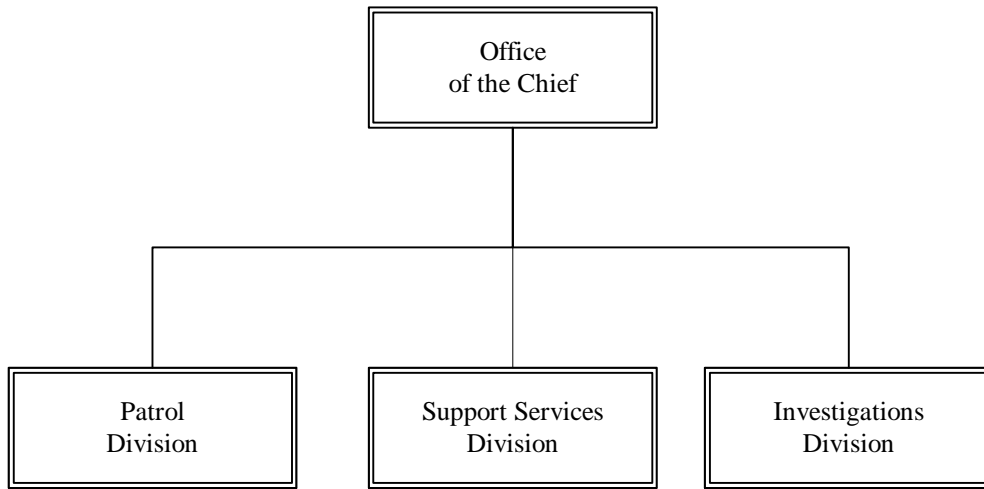 Office
of the Chief
Patrol
Division
Support Services
Division
Investigations
Division